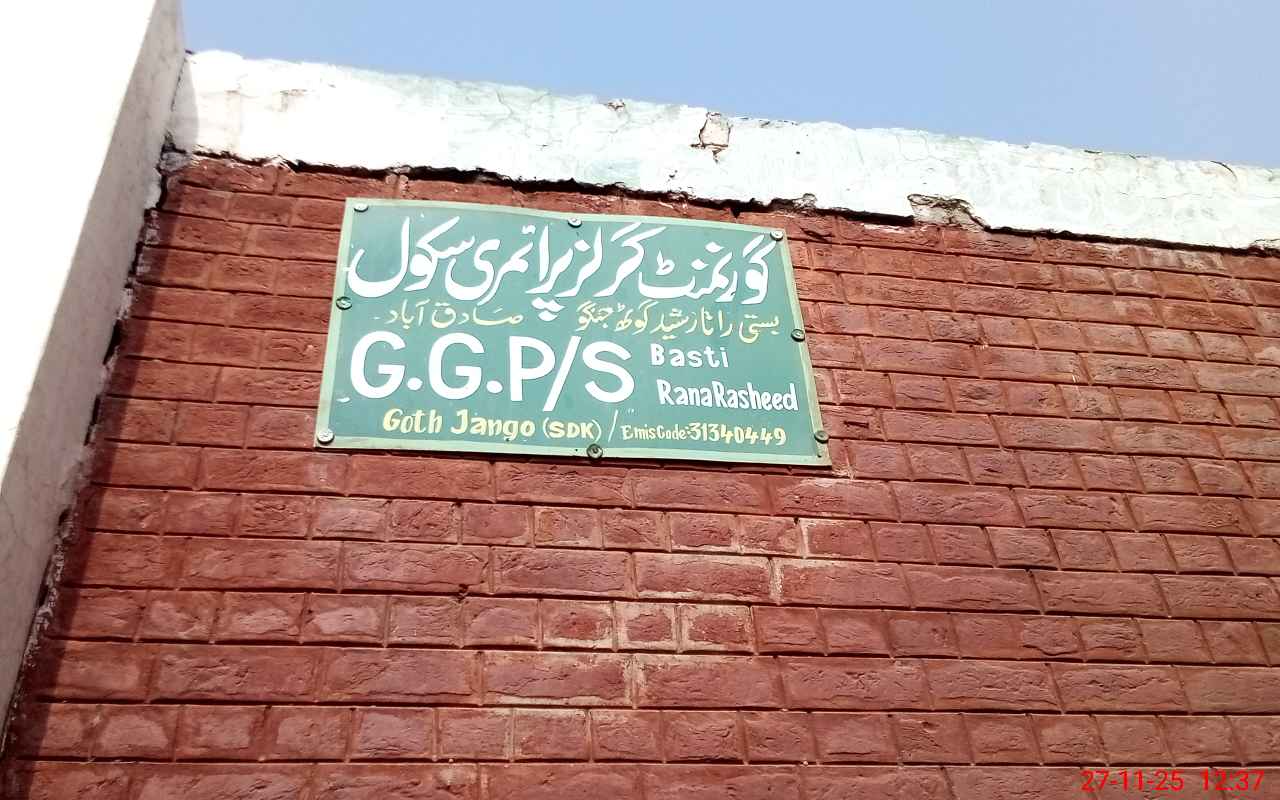 گورنمنٹ گرلز پرائمری سکول
بستی رانا رشید گوٹھ جنگو صادق آباد
G.G.P/S Basti
RanaRasheed
Goth Jango (SDK) / EmisCode:31340449
27-11-25 12:37